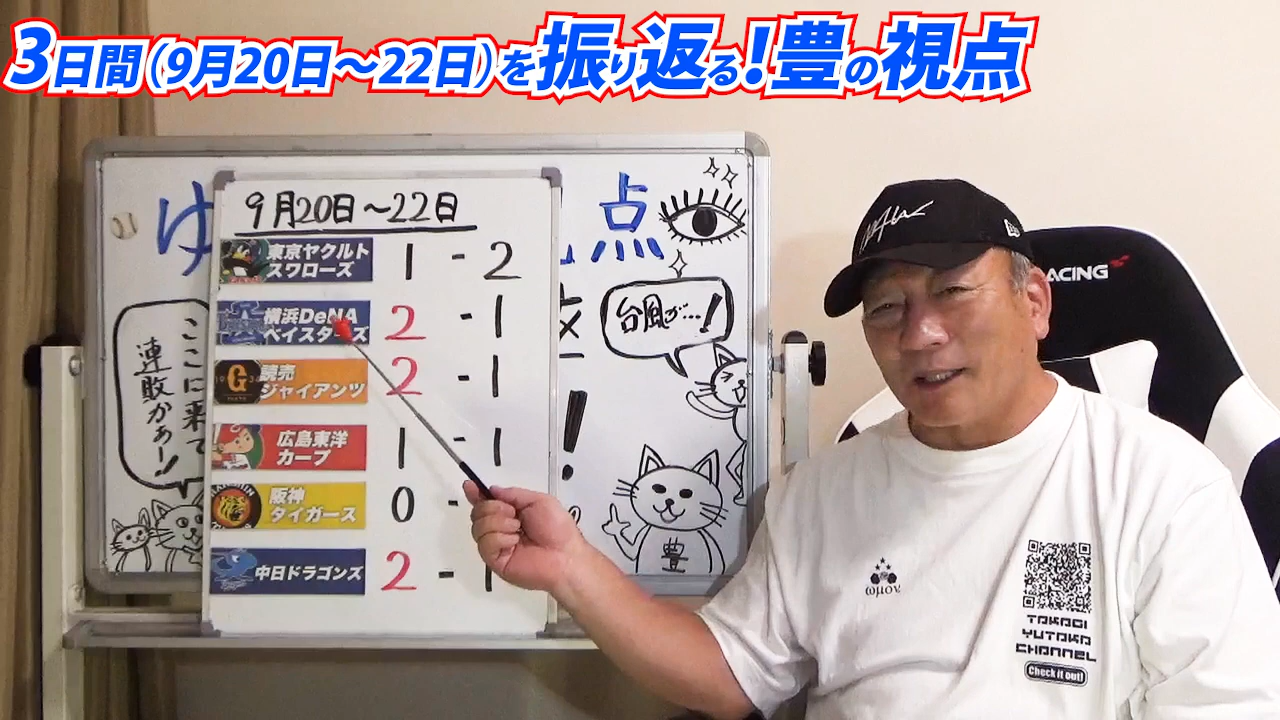 3日間(9月20日〜22日)を振り返る!豊の視点
ゆ
点
9月20日〜22日
東京ヤクルト
スワローズ
1-2
横浜DeNA
ベイスターズ
2-1
G
読売
ジャイアンツ
2-1
広島東洋
カープ
1-1
阪神
タイガース
0-
中日ドラゴンズ
2-1
ここに来て
連敗かぁー!
台風が…!
!
豊
RACING
ωμολ
TAKAGI
YUTAKA
CHANNEL
Check it out!